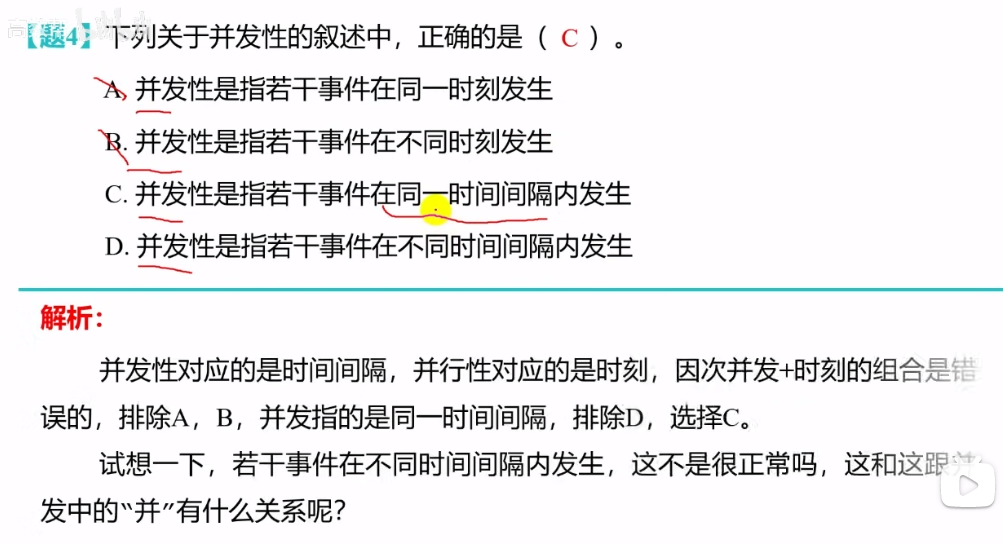 【题4】下列关于并发性的叙述中，正确的是（ C ）。
A. 并发性是指若干事件在同一时刻发生
B. 并发性是指若干事件在不同时刻发生
C. 并发性是指若干事件在同一时间间隔内发生
D. 并发性是指若干事件在不同时间间隔内发生
解析：
并发性对应的是时间间隔，并行性对应的是时刻，因次并发+时刻的组合是错
误的，排除A，B，并发指的是同一时间间隔，排除D，选择C。
试想一下，若干事件在不同时间间隔内发生，这不是很正常吗，这和这跟并
发中的“并”有什么关系呢？